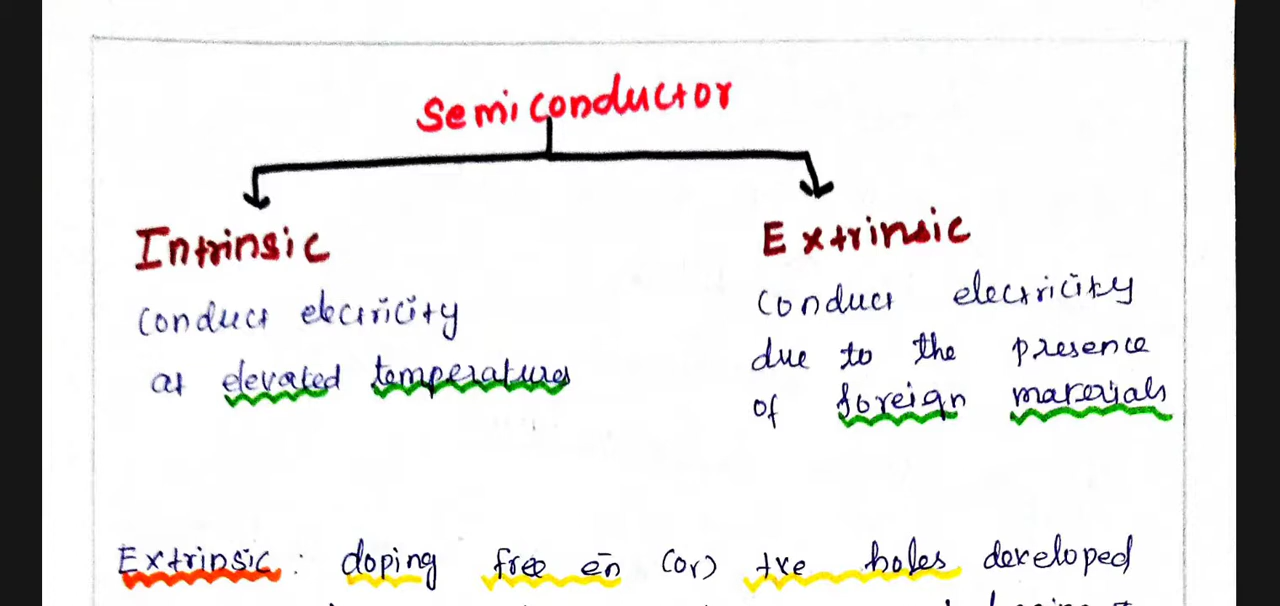 Semiconductor
Intrinsic
conduct electricity
at elevated temperatures
Extrinsic
conduct electricity
due to the presence
of foreign materials
Extrinsic: doping free ēn (or) +ve holes developed